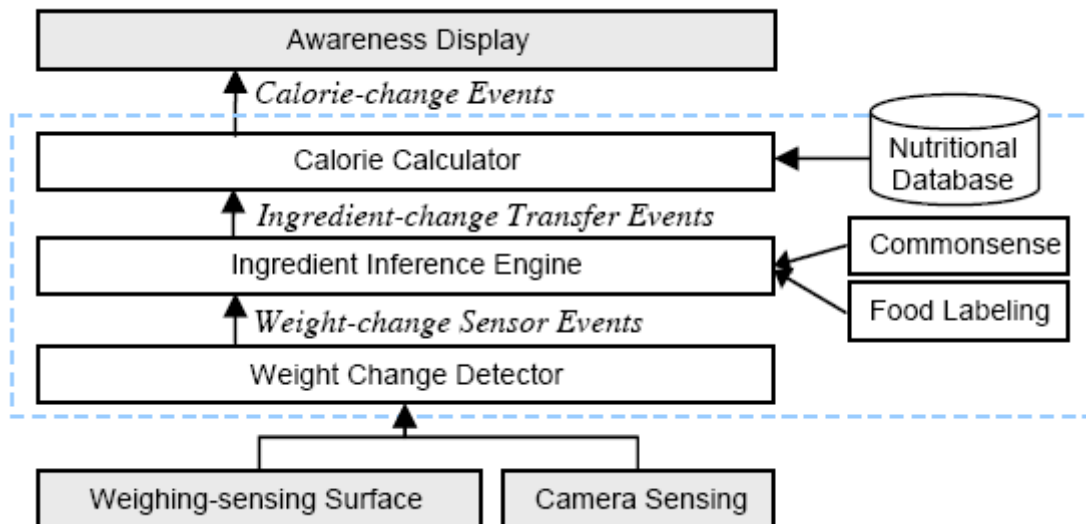 Awareness Display
Calorie-change Events
Calorie Calculator
Nutritional
Database
Ingredient-change Transfer Events
Ingredient Inference Engine
Commonsense
Food Labeling
Weight-change Sensor Events
Weight Change Detector
Weighing-sensing Surface
Camera Sensing